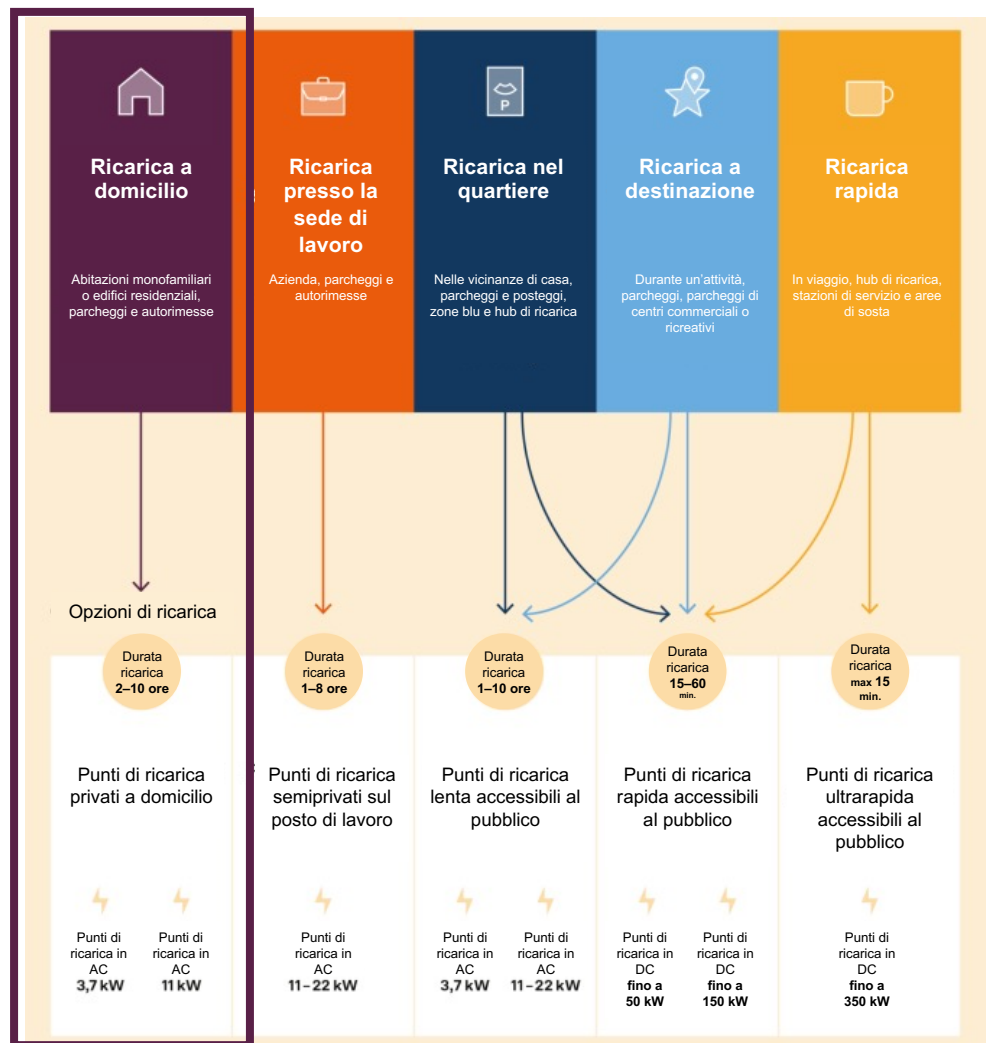 Ricarica a
domicilio
Abitazioni monofamiliari
o edifici residenziali,
parcheggi e autorimesse
Ricarica
presso la
sede di
lavoro
Azienda, parcheggi e
autorimesse
P
Ricarica nel
quartiere
Nelle vicinanze di casa,
parcheggi e posteggi,
zone blu e hub di ricarica
Ricarica a
destinazione
Durante un'attività,
parcheggi, parcheggi di
centri commerciali o
ricreativi
Ricarica
rapida
In viaggio, hub di ricarica,
stazioni di servizio e aree
di sosta
Opzioni di ricarica
Durata
ricarica
2–10 ore
Punti di ricarica
privati a domicilio
Punti di
ricarica in
AC
3,7 kW
Punti di
ricarica in
AC
11 kW
Durata
ricarica
1–8 ore
Punti di ricarica
semiprivati sul
posto di lavoro
Punti di
ricarica in
AC
11–22 kW
Durata
ricarica
1–10 ore
Punti di ricarica
lenta accessibili al
pubblico
Punti di
ricarica in
AC
3,7 kW
Punti di
ricarica in
AC
11–22 kW
Durata
ricarica
15–60
min.
Punti di ricarica
rapida accessibili
al pubblico
Punti di
ricarica in
DC
fino a
50 kW
Punti di
ricarica in
DC
fino a
150 kW
Durata
ricarica
max 15
min.
Punti di ricarica
ultrarapida
accessibili al
pubblico
Punti di
ricarica in
DC
fino a
350 kW